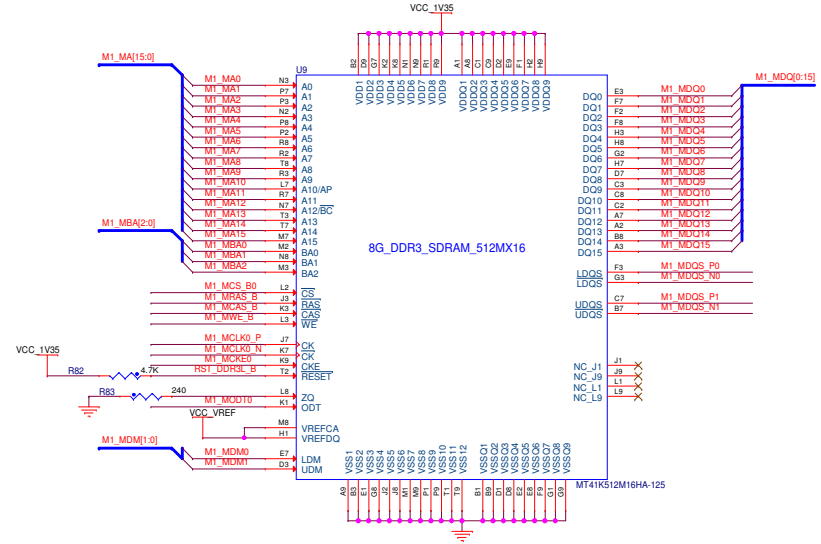 VCC_1V35
B2 D9 G7 K2 K8 N1 N9 R1 R9 A1 A8 C1 C9 D2 E9 F1 H2 H9
U9
VDD1 VDD2 VDD3 VDD4 VDD5 VDD6 VDD7 VDD8 VDD9 VDDQ1 VDDQ2 VDDQ3 VDDQ4 VDDQ5 VDDQ6 VDDQ7 VDDQ8 VDDQ9
M1_MA[15:0]
M1_MDQ[0:15]
M1_MA0 N3 A0
M1_MA1 P7 A1
M1_MA2 P3 A2
M1_MA3 N2 A3
M1_MA4 P8 A4
M1_MA5 P2 A5
M1_MA6 R8 A6
M1_MA7 R2 A7
M1_MA8 T8 A8
M1_MA9 R3 A9
M1_MA10 L7 A10/AP
M1_MA11 R7 A11
M1_MA12 N7 A12/BC
M1_MA13 T3 A13
M1_MA14 T7 A14
M1_MA15 M7 A15
M1_MBA[2:0]
M1_MBA0 M2 BA0
M1_MBA1 N8 BA1
M1_MBA2 M3 BA2
DQ0 E3 M1_MDQ0
DQ1 F7 M1_MDQ1
DQ2 F2 M1_MDQ2
DQ3 F8 M1_MDQ3
DQ4 H3 M1_MDQ4
DQ5 H8 M1_MDQ5
DQ6 G2 M1_MDQ6
DQ7 H7 M1_MDQ7
DQ8 D7 M1_MDQ8
DQ9 C3 M1_MDQ9
DQ10 C8 M1_MDQ10
DQ11 C2 M1_MDQ11
DQ12 A7 M1_MDQ12
DQ13 A2 M1_MDQ13
DQ14 B8 M1_MDQ14
DQ15 A3 M1_MDQ15
8G_DDR3_SDRAM_512MX16
LDQS F3 M1_MDQS_P0
LDQS G3 M1_MDQS_N0
UDQS C7 M1_MDQS_P1
UDQS B7 M1_MDQS_N1
M1_MCS_B0 L2 CS
M1_MRAS_B J3 RAS
M1_MCAS_B K3 CAS
M1_MWE_B L3 WE
M1_MCLK0_P J7 CK
M1_MCLK0_N K7 CK
M1_MCKE0 K9 CKE
VCC_1V35
R82 4.7K RST_DDR3L_B T2 RESET
R83 240 L8 ZQ
M1_MODT0 K1 ODT
NC_J1 J1
NC_J9 J9
NC_L1 L1
NC_L9 L9
VCC_VREF
M8 VREFCA
H1 VREFDQ
M1_MDM[1:0]
M1_MDM0 E7 LDM
M1_MDM1 D3 UDM
VSS1 VSS2 VSS3 VSS4 VSS5 VSS6 VSS7 VSS8 VSS9 VSS10 VSS11 VSS12 VSSQ1 VSSQ2 VSSQ3 VSSQ4 VSSQ5 VSSQ6 VSSQ7 VSSQ8 VSSQ9
MT41K512M16HA-125
A9 B3 E1 G8 J2 J8 M1 M9 P1 P9 T1 T9 B1 B9 D1 D8 E2 E8 F9 G1 G9